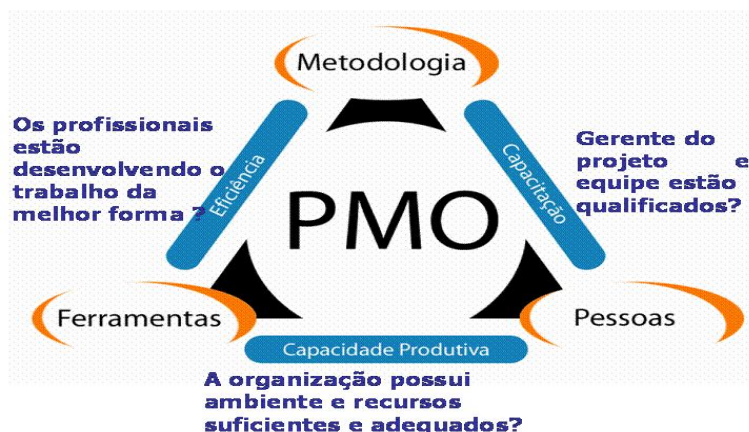 Metodologia
Os profissionais
estão
desenvolvendo o
trabalho da
melhor forma ?
Eficiência
Capacitação
Gerente do
projeto e
equipe estão
qualificados?
PMO
Ferramentas
Pessoas
Capacidade Produtiva
A organização possui
ambiente e recursos
suficientes e adequados?